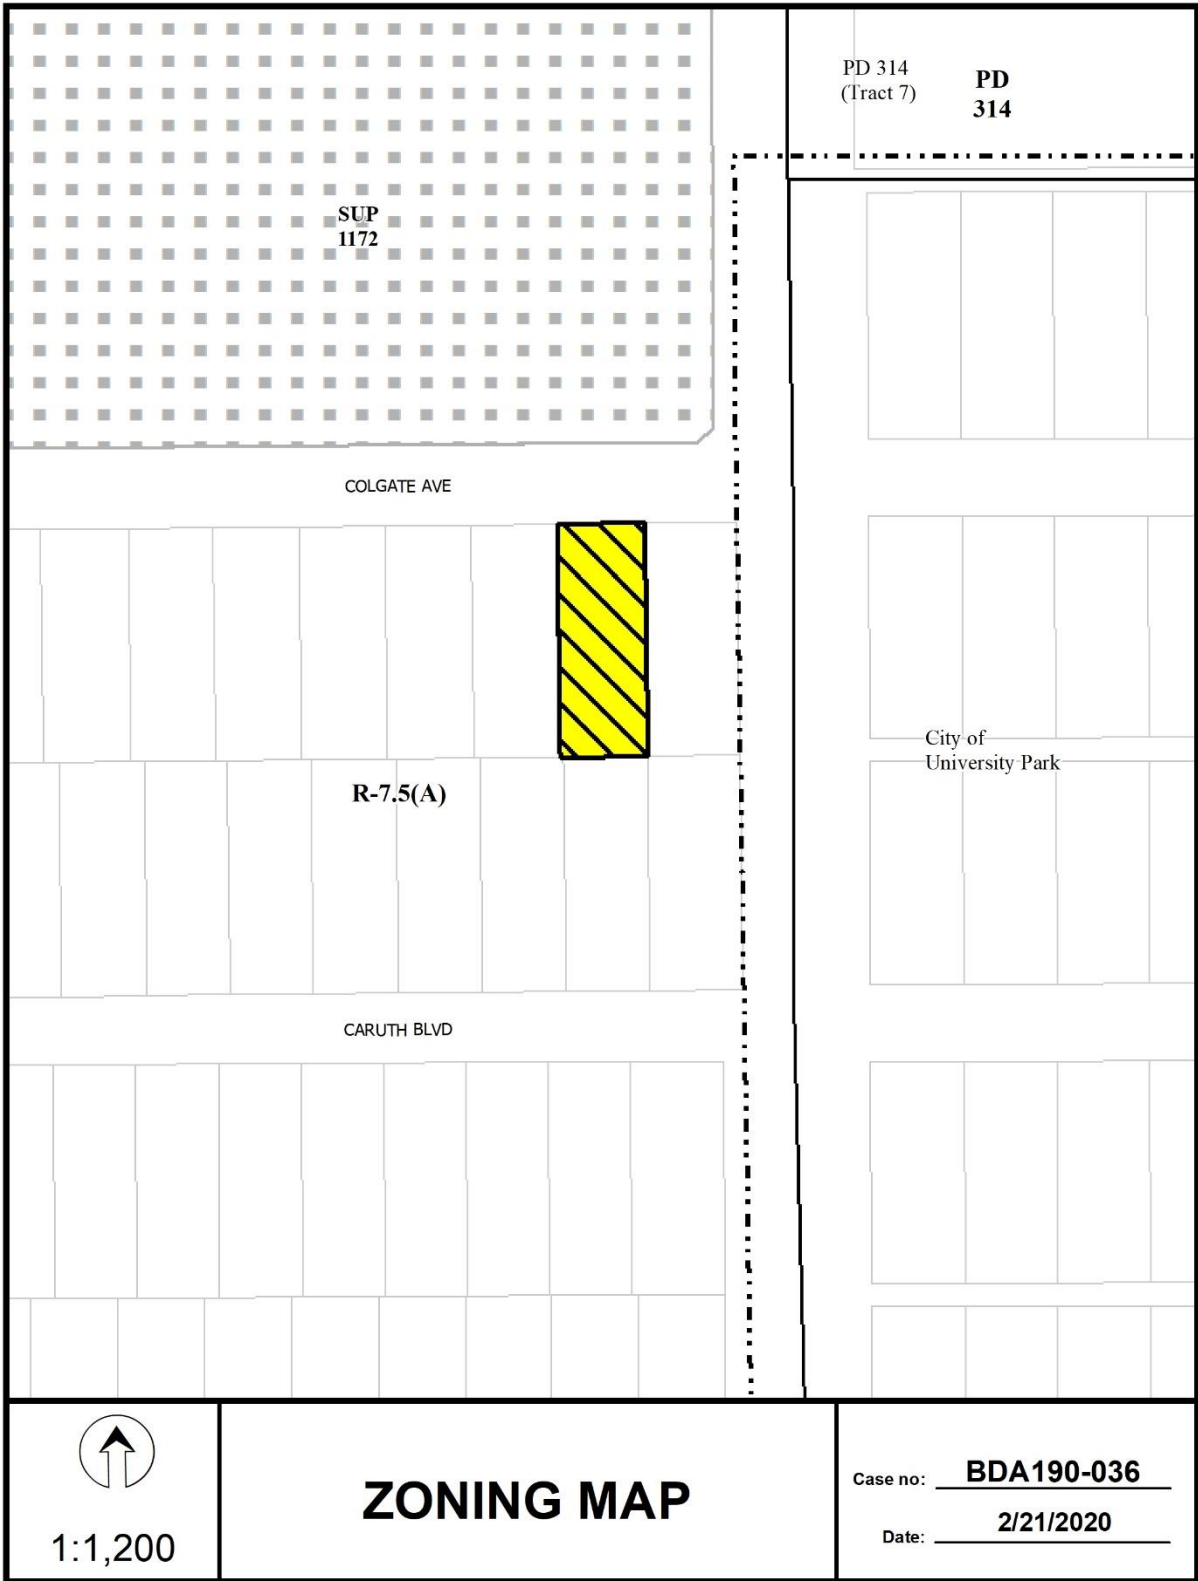 PD 314
(Tract 7)
PD
314
SUP
1172
COLGATE AVE
City of
University Park
R-7.5(A)
CARUTH BLVD
1:1,200
ZONING MAP
Case no: BDA190-036
Date: 2/21/2020